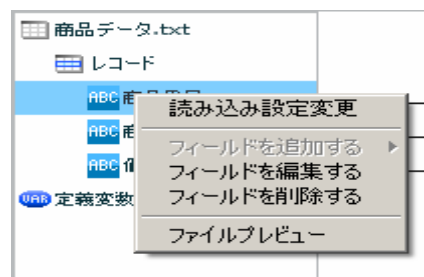 商品データ.txt
レコード
ABC
読み込み設定変更
ABC
フィールドを追加する
ABC
フィールドを編集する
VAR 定義変数
フィールドを削除する
ファイルプレビュー